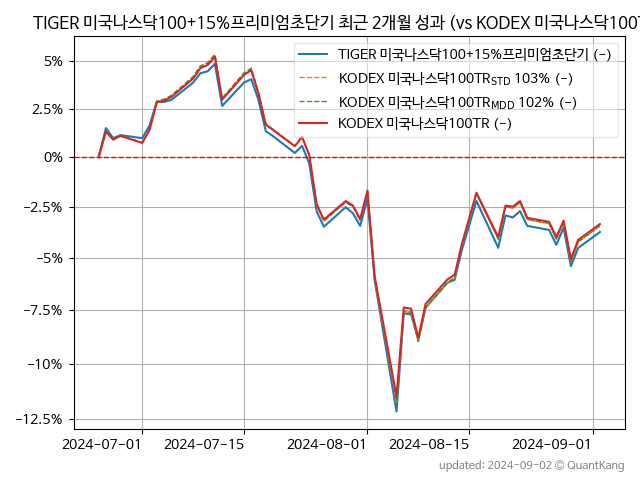 TIGER 미국나스닥100+15%프리미엄초단기 최근 2개월 성과 (vs KODEX 미국나스닥100T
5%
2.5%
0%
−2.5%
−5%
−7.5%
−10%
−12.5%
TIGER 미국나스닥100+15%프리미엄초단기 (−)
KODEX 미국나스닥100TR STD 103% (−)
KODEX 미국나스닥100TR MDD 102% (−)
KODEX 미국나스닥100TR (−)
2024-07-01 2024-07-15 2024-08-01 2024-08-15 2024-09-01
updated: 2024-09-02 © QuantKang